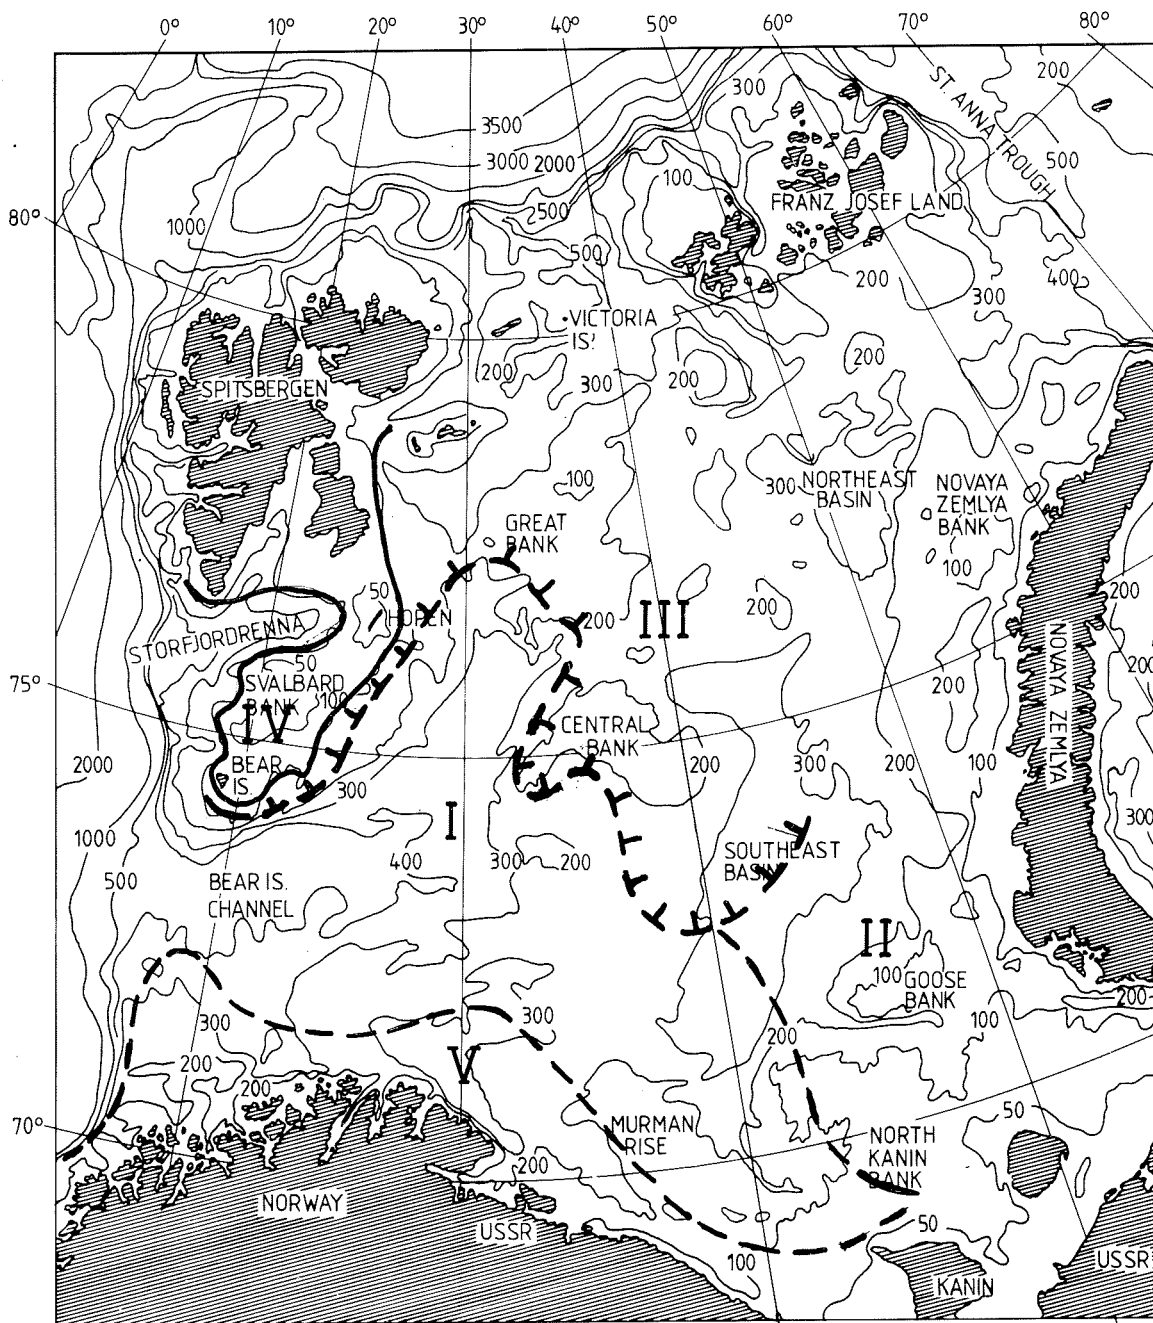 0° 10° 20° 30° 40° 50° 60° 70° 80°
ST. ANNA TROUGH
200
300
3500
3000 2000
500
100
FRANZ JOSEF LAND
80°
1000
500
500
200
400
300
VICTORIA
IS.
200
300
200
200
SPITSBERGEN
100
300
NORTHEAST
BASIN
NOVAYA
ZEMLYA
BANK
100
GREAT
BANK
50
HOPEN
200
III
200
200
200
STORFJORDRENNA
50
SVALBARD
BANK
100
IV
75°
NOVAYA ZEMLYA
200
CENTRAL
BANK
BEAR
IS.
2000
300
200
300
200
100
300
1000
I
400
300
200
SOUTHEAST
BASIN
500
BEAR IS.
CHANNEL
II
100
GOOSE
BANK
200
300
300
200
100
200
200
V
70°
MURMAN
RISE
NORTH
KANIN
BANK
50
200
NORWAY
USSR
50
100
KANIN
USSR